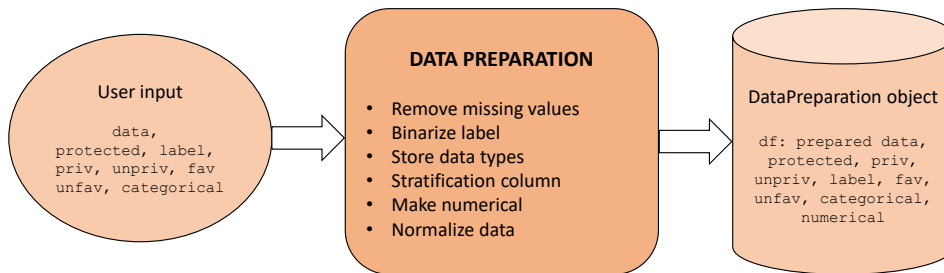 User input
data,
protected, label,
priv, unpriv, fav
unfav, categorical
DATA PREPARATION
• Remove missing values
• Binarize label
• Store data types
• Stratification column
• Make numerical
• Normalize data
DataPreparation object
df: prepared data,
protected, priv,
unpriv, label, fav,
unfav, categorical,
numerical